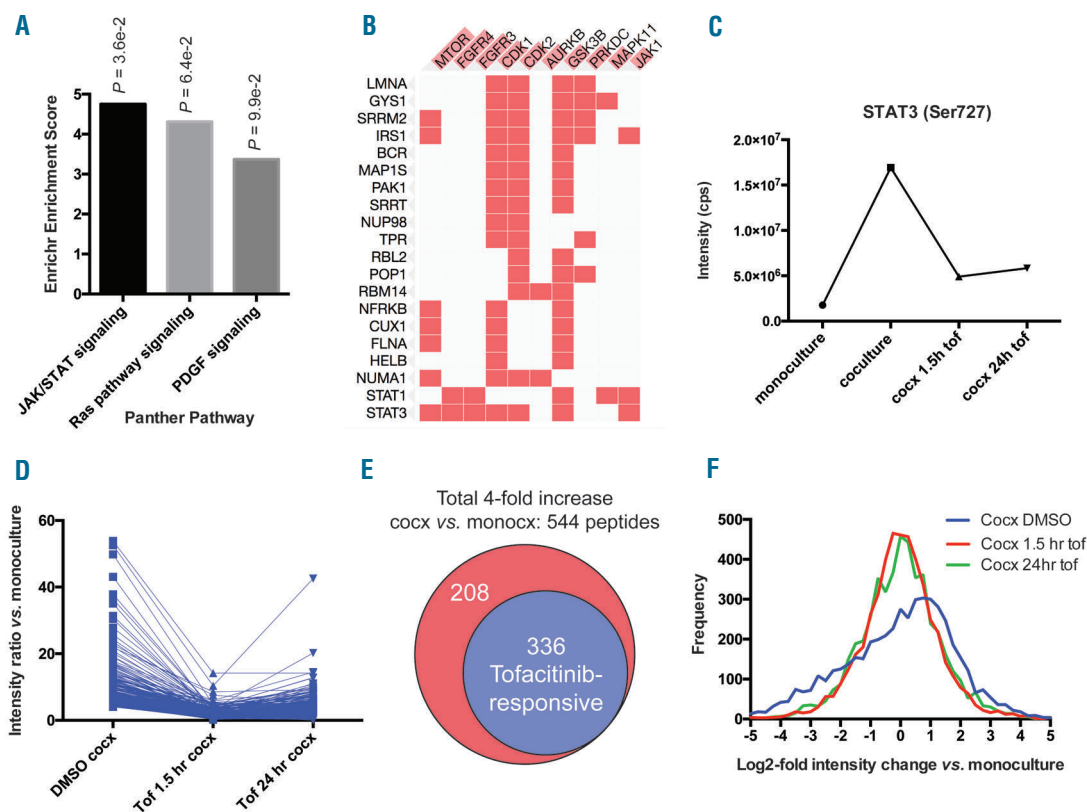 A
Enrichr Enrichment Score
0
1
2
3
4
5
P = 3.6e-2
P = 6.4e-2
P = 9.9e-2
JAK/STAT signaling
Ras pathway signaling
PDGF signaling
Panther Pathway
B
MTOR
FGFR4
FGFR3
CDK1
CDK2
AURKB
GSK3B
PRKDC
MAPK11
JAK1
LMNA
GYS1
SRRM2
IRS1
BCR
MAP1S
PAK1
SRRT
NUP98
TPR
RBL2
POP1
RBM14
NFRKB
CUX1
FLNA
HELB
NUMA1
STAT1
STAT3
C
STAT3 (Ser727)
Intensity (cps)
2.0×10⁷
1.5×10⁷
1.0×10⁷
5.0×10⁶
0.0
monoculture
coculture
cocx 1.5h tof
cocx 24h tof
D
Intensity ratio vs. monoculture
60
40
20
0
DMSO cocx
Tof 1.5 hr cocx
Tof 24 hr cocx
E
Total 4-fold increase
cocx vs. monocx: 544 peptides
208
336
Tofacitinib-
responsive
F
Frequency
500
400
300
200
100
0
Cocx DMSO
Cocx 1.5 hr tof
Cocx 24hr tof
-5 -4 -3 -2 -1 0 1 2 3 4 5
Log2-fold intensity change vs. monoculture